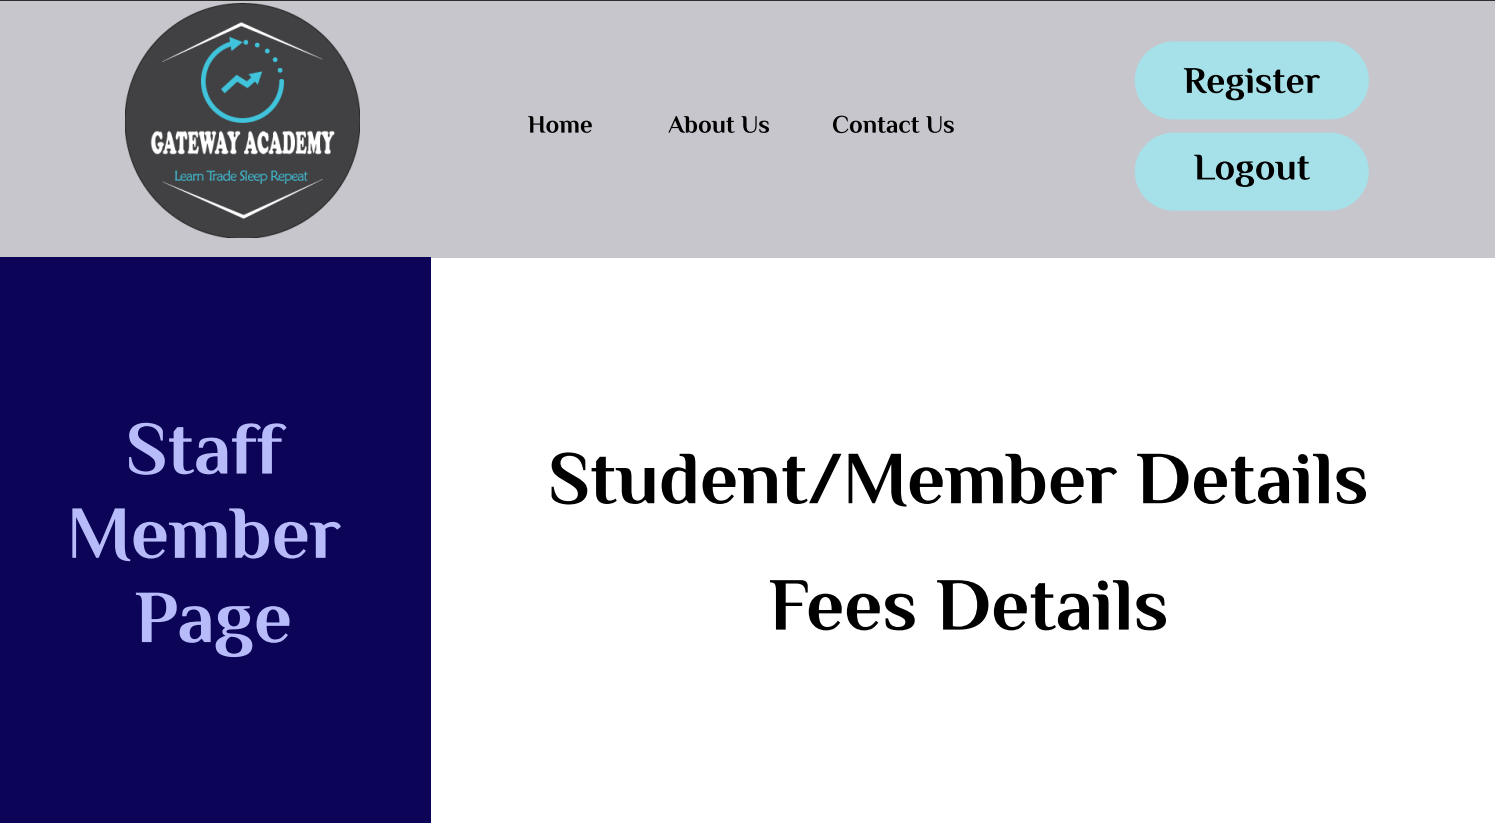 GATEWAY ACADEMY
Learn Trade Sleep Repeat
Home About Us Contact Us
Register
Logout
Staff
Member
Page
Student/Member Details
Fees Details